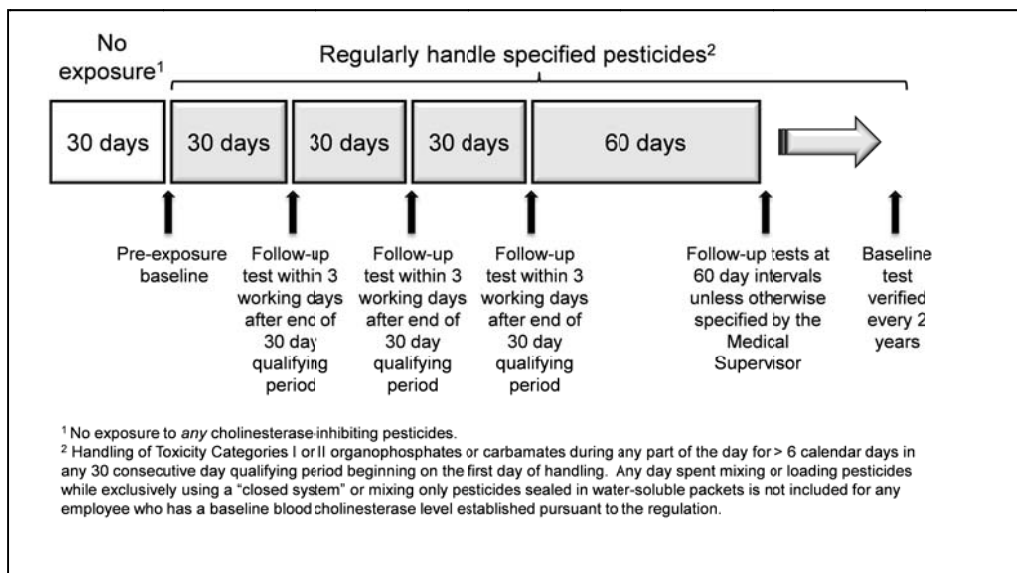 No
exposure1
Regularly handle specified pesticides2
30 days
30 days
30 days
30 days
60 days
Pre-exposure
baseline
Follow-up
test within 3
working days
after end of
30 day
qualifying
period
Follow-up
test within 3
working days
after end of
30 day
qualifying
period
Follow-up
test within 3
working days
after end of
30 day
qualifying
period
Follow-up tests at
60 day intervals
unless otherwise
specified by the
Medical
Supervisor
Baseline
test
verified
every 2
years
1 No exposure to any cholinesterase-inhibiting pesticides.
2 Handling of Toxicity Categories I or II organophosphates or carbamates during any part of the day for > 6 calendar days in
any 30 consecutive day qualifying period beginning on the first day of handling. Any day spent mixing or loading pesticides
while exclusively using a “closed system” or mixing only pesticides sealed in water-soluble packets is not included for any
employee who has a baseline blood cholinesterase level established pursuant to the regulation.